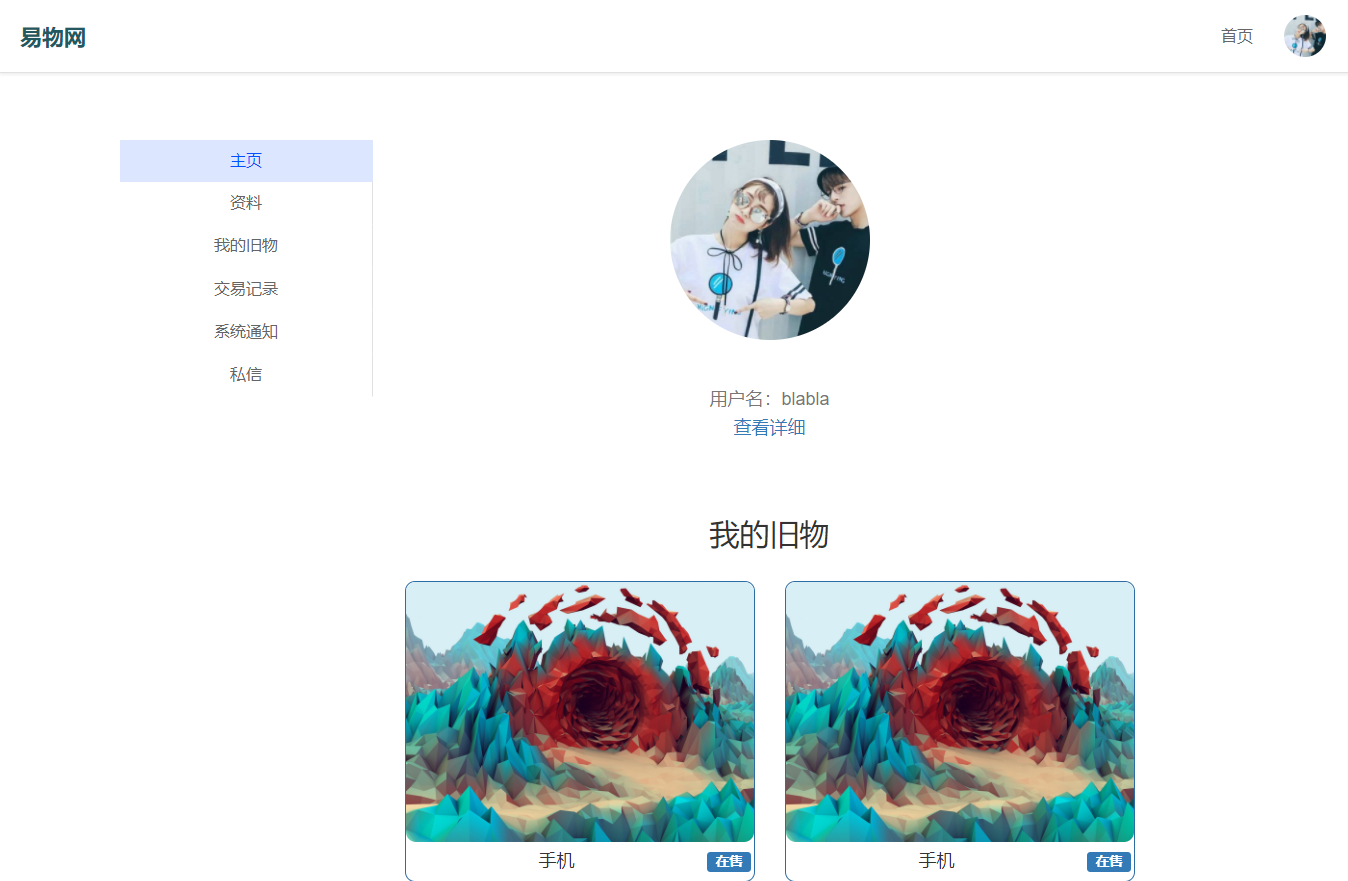 易物网
首页
主页
资料
我的旧物
交易记录
系统通知
私信
用户名：blabla
查看详细
我的旧物
手机
在售
手机
在售